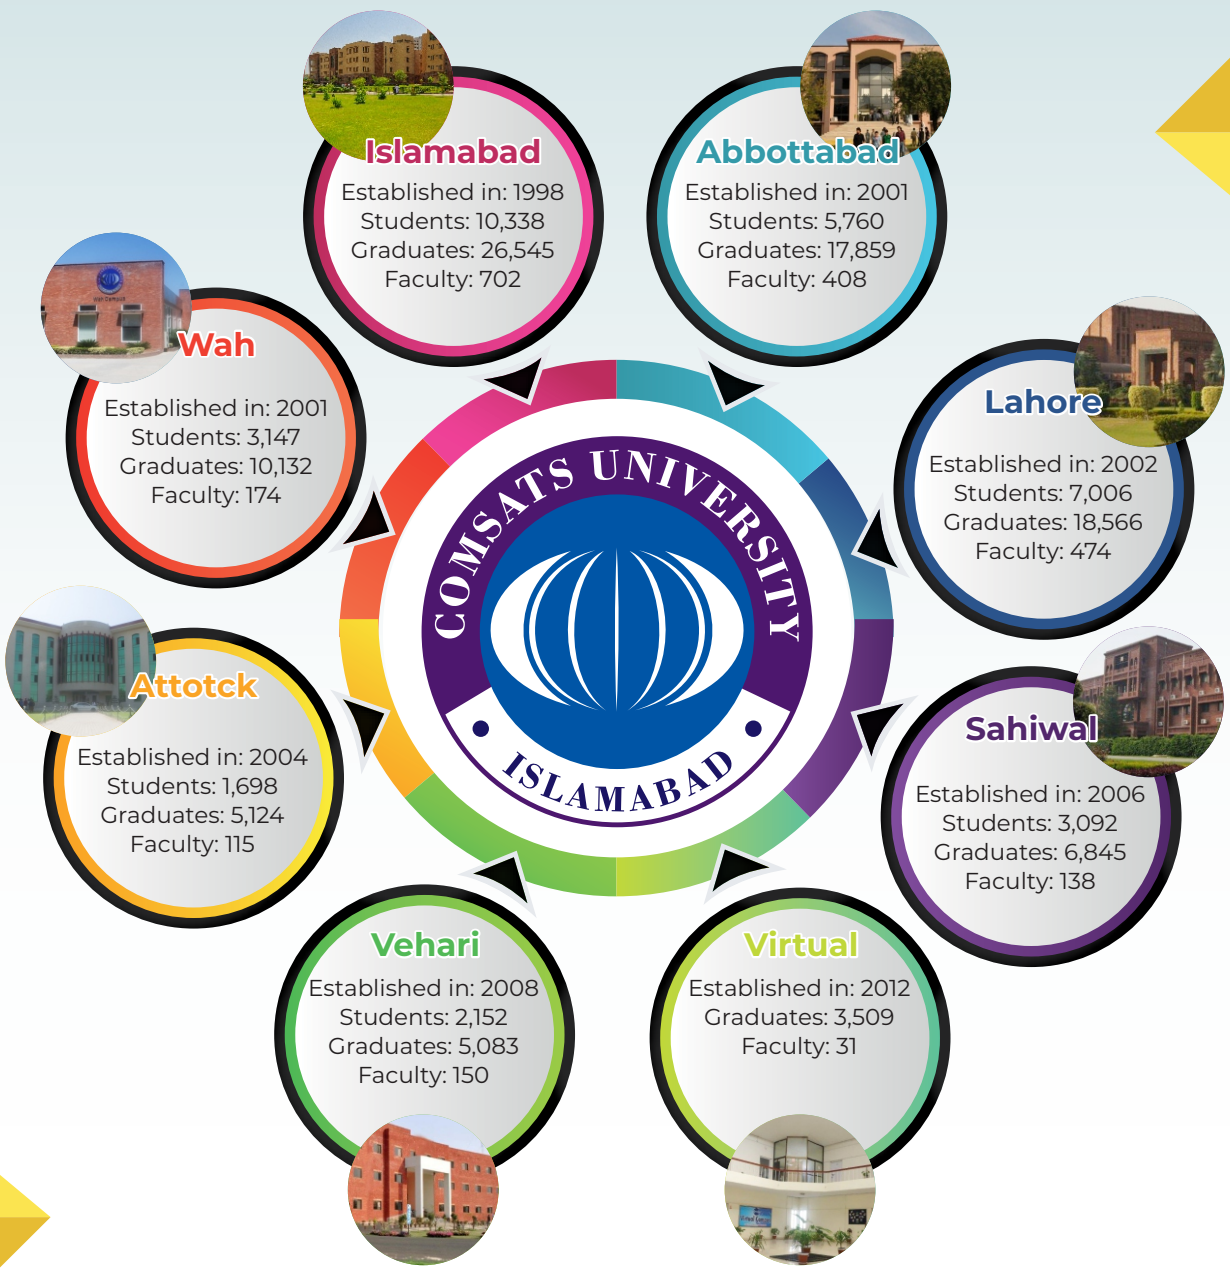 Islamabad
Established in: 1998
Students: 10,338
Graduates: 26,545
Faculty: 702
Abbottabad
Established in: 2001
Students: 5,760
Graduates: 17,859
Faculty: 408
Wah
Established in: 2001
Students: 3,147
Graduates: 10,132
Faculty: 174
Lahore
Established in: 2002
Students: 7,006
Graduates: 18,566
Faculty: 474
COMSATS UNIVERSITY
ISLAMABAD
Attotck
Established in: 2004
Students: 1,698
Graduates: 5,124
Faculty: 115
Sahiwal
Established in: 2006
Students: 3,092
Graduates: 6,845
Faculty: 138
Vehari
Established in: 2008
Students: 2,152
Graduates: 5,083
Faculty: 150
Virtual
Established in: 2012
Graduates: 3,509
Faculty: 31